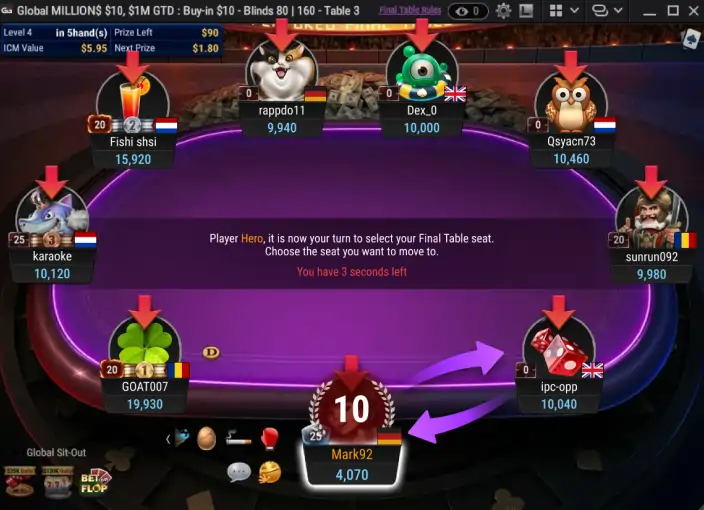 Global MILLION$ $10, $1M GTD : Buy-in $10 - Blinds 80 | 160 - Table 3
Final Table Rules
0
Level 4
in 5hand(s)
Prize Left
$90
ICM Value
$5.95
Next Prize
$1.80
20
2
Fishi shsi
15,920
0
rappdo11
9,940
0
Dex_0
10,000
0
Qsyacn73
10,460
25
3
karaoke
10,120
20
sunrun092
9,980
Player Hero, it is now your turn to select your Final Table seat.
Choose the seat you want to move to.
You have 3 seconds left
20
1
GOAT007
19,930
D
0
ipc-opp
10,040
10
25
Mark92
4,070
Global Sit-Out
BET
FLOP